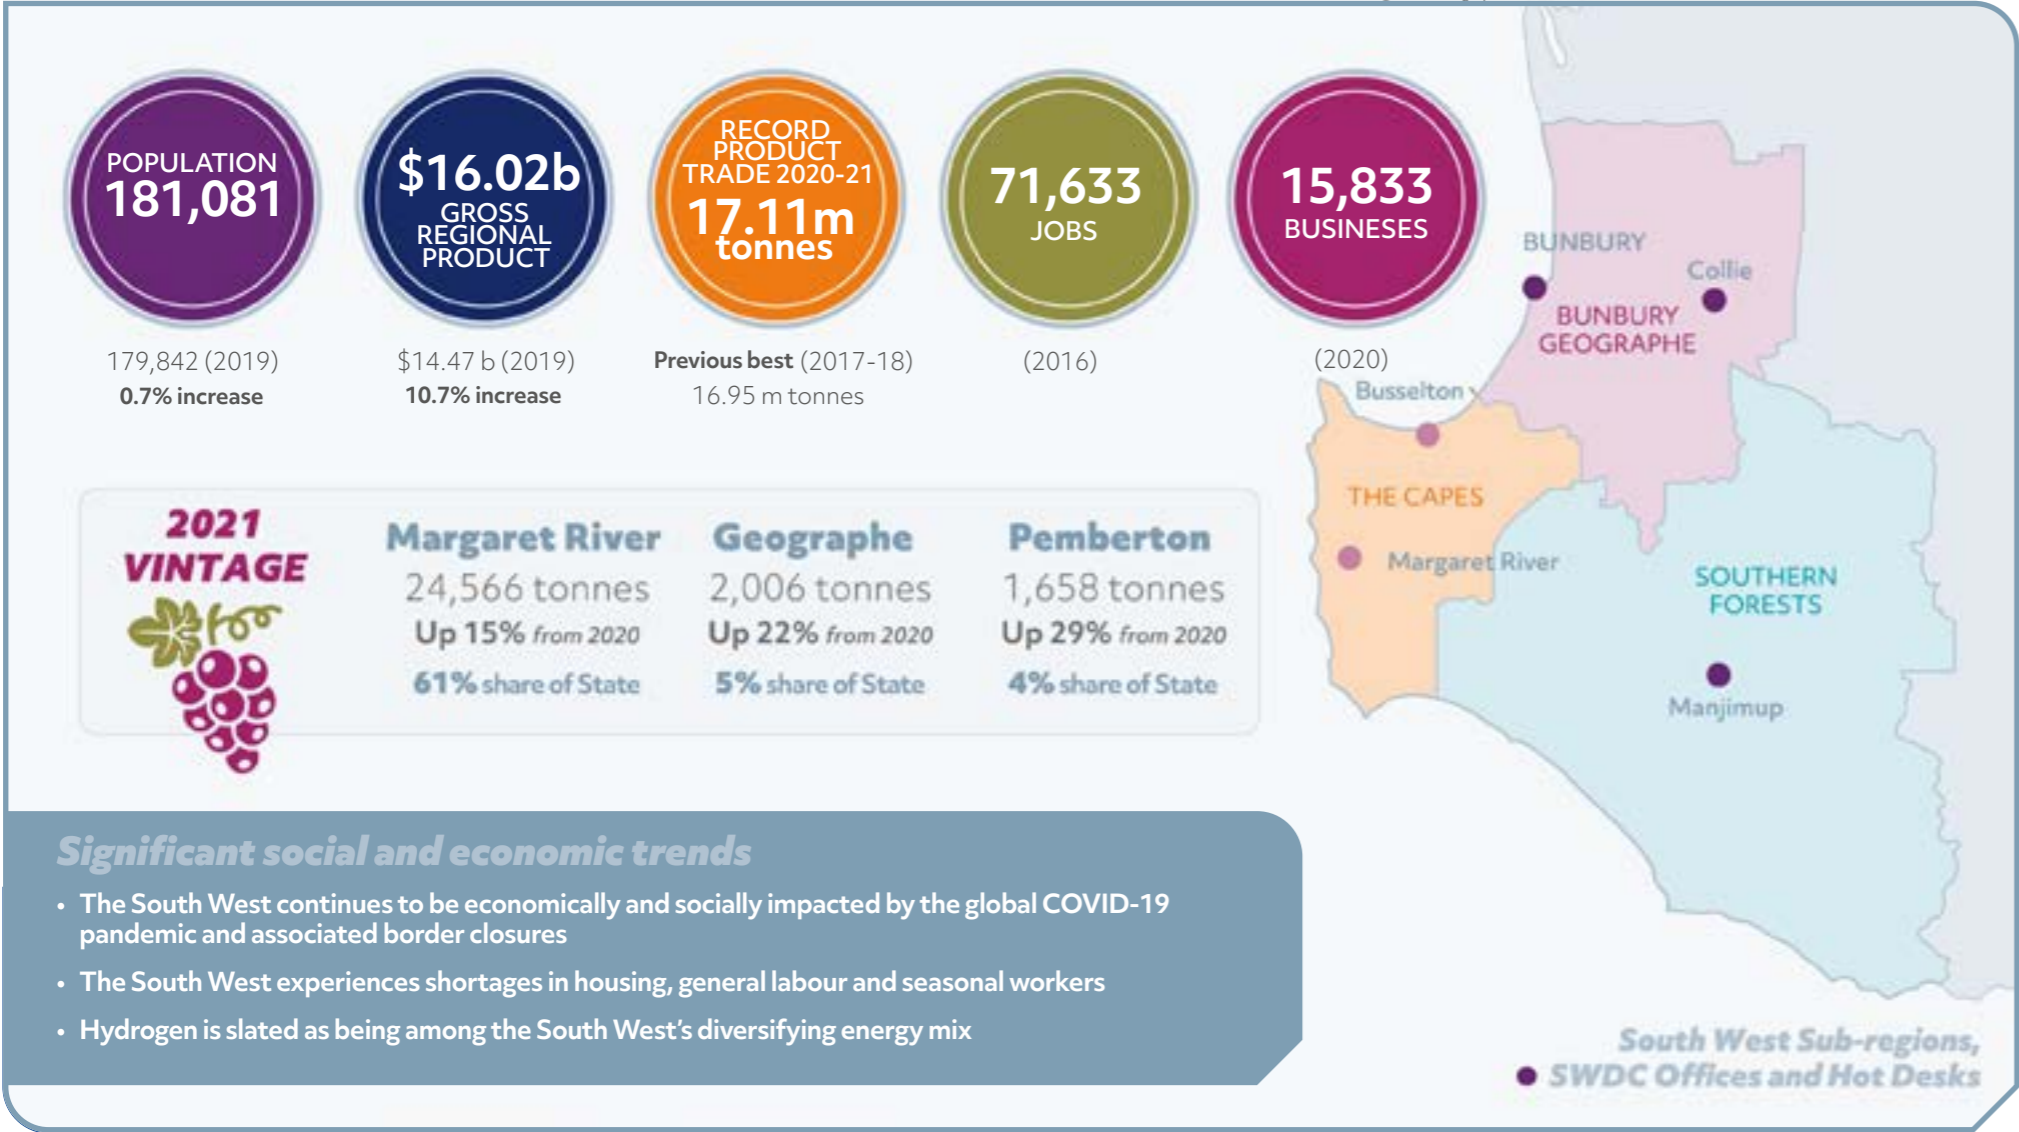 POPULATION
181,081
179,842 (2019)
0.7% increase
$16.02b
GROSS
REGIONAL
PRODUCT
$14.47 b (2019)
10.7% increase
RECORD
PRODUCT
TRADE 2020-21
17.11m
tonnes
Previous best (2017-18)
16.95 m tonnes
71,633
JOBS
(2016)
15,833
BUSINESES
(2020)
2021
VINTAGE
Margaret River
24,566 tonnes
Up 15% from 2020
61% share of State
Geographe
2,006 tonnes
Up 22% from 2020
5% share of State
Pemberton
1,658 tonnes
Up 29% from 2020
4% share of State
BUNBURY
Collie
BUNBURY
GEOGRAPHE
Busselton
THE CAPES
Margaret River
SOUTHERN
FORESTS
Manjimup
Significant social and economic trends
• The South West continues to be economically and socially impacted by the global COVID-19
pandemic and associated border closures
• The South West experiences shortages in housing, general labour and seasonal workers
• Hydrogen is slated as being among the South West's diversifying energy mix
South West Sub-regions,
SWDC Offices and Hot Desks